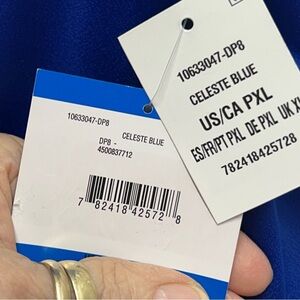 10633047-DP8
CELESTE BLUE
US/CA PXL
ES/FR/PT PXL DE PXL UK
782418425728
10633047-DP8
CELESTE BLUE
DP8 -
4500837712
7 82418 42572 8